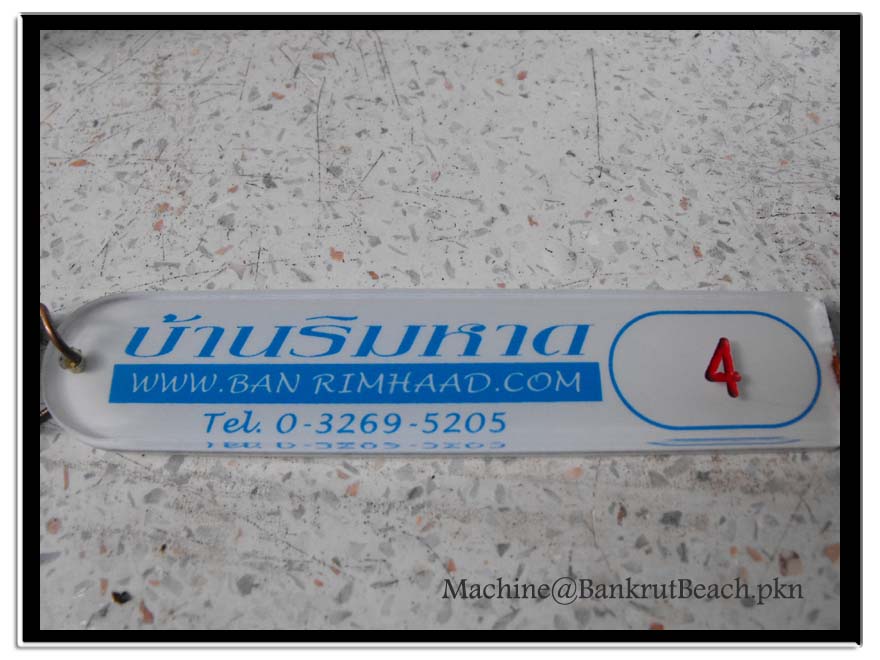 บ้านริมหาด
WWW.BAN RIMHAAD.COM
Tel. 0-3269-5205
4
Machine@BankrutBeach.pkn